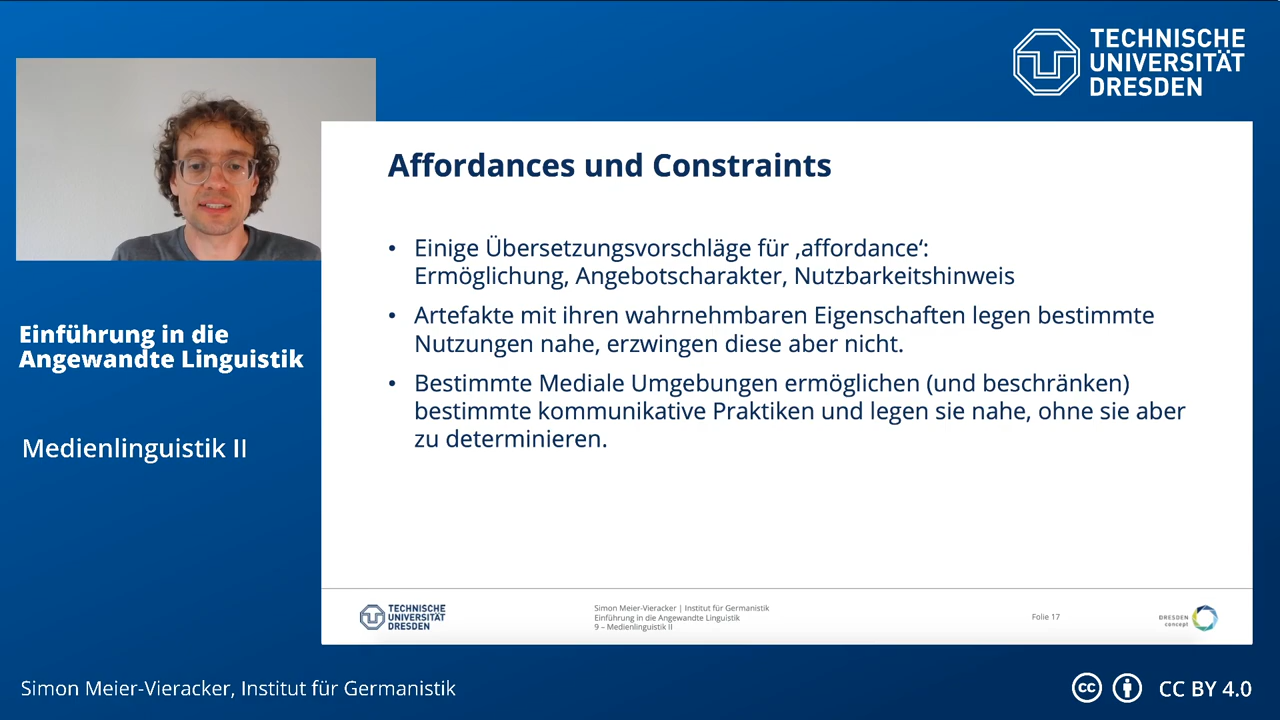 TECHNISCHE
UNIVERSITÄT
DRESDEN
Affordances und Constraints
• Einige Übersetzungsvorschläge für ‚affordance‘:
Ermöglichung, Angebotscharakter, Nutzbarkeitshinweis
• Artefakte mit ihren wahrnehmbaren Eigenschaften legen bestimmte
Nutzungen nahe, erzwingen diese aber nicht.
• Bestimmte Mediale Umgebungen ermöglichen (und beschränken)
bestimmte kommunikative Praktiken und legen sie nahe, ohne sie aber
zu determinieren.
Einführung in die
Angewandte Linguistik
Medienlinguistik II
TECHNISCHE
UNIVERSITÄT
DRESDEN
Simon Meier-Vieracker | Institut für Germanistik
Einführung in die Angewandte Linguistik
9 – Medienlinguistik II
Folie 17
DRESDEN
concept
Simon Meier-Vieracker, Institut für Germanistik
cc
CC BY 4.0